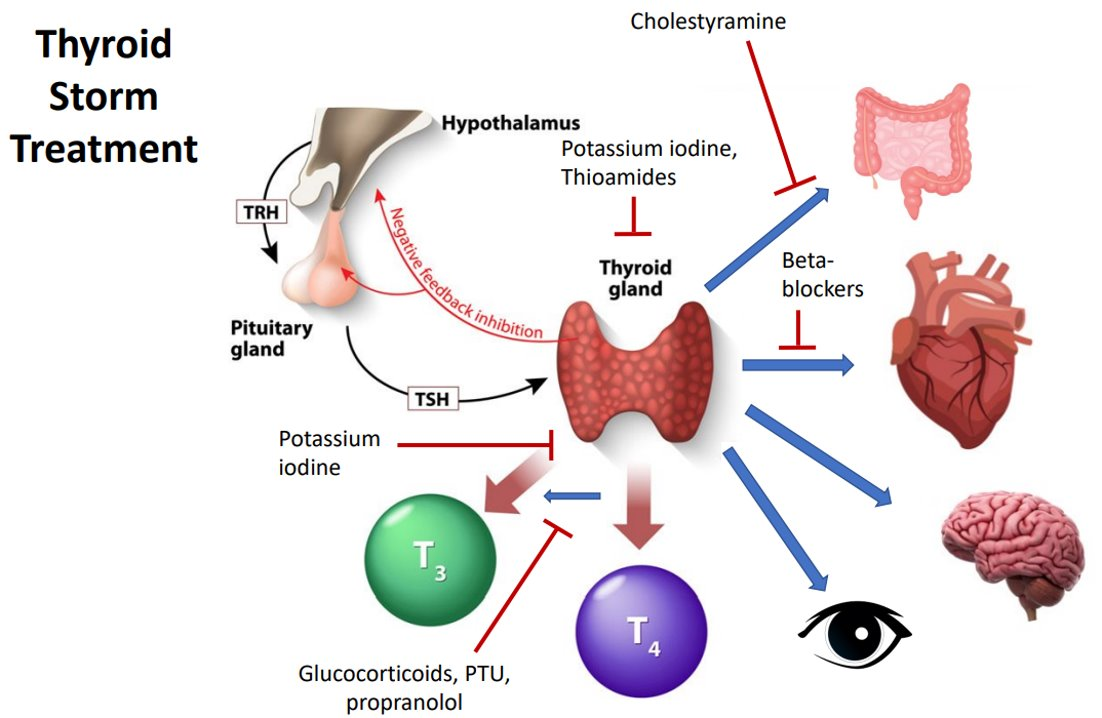 Thyroid
Storm
Treatment
Cholestyramine
Hypothalamus
Potassium iodine,
Thioamides
TRH
Negative feedback inhibition
Thyroid
gland
Beta-
blockers
Pituitary
gland
TSH
Potassium
iodine
T3
T4
Glucocorticoids, PTU,
propranolol